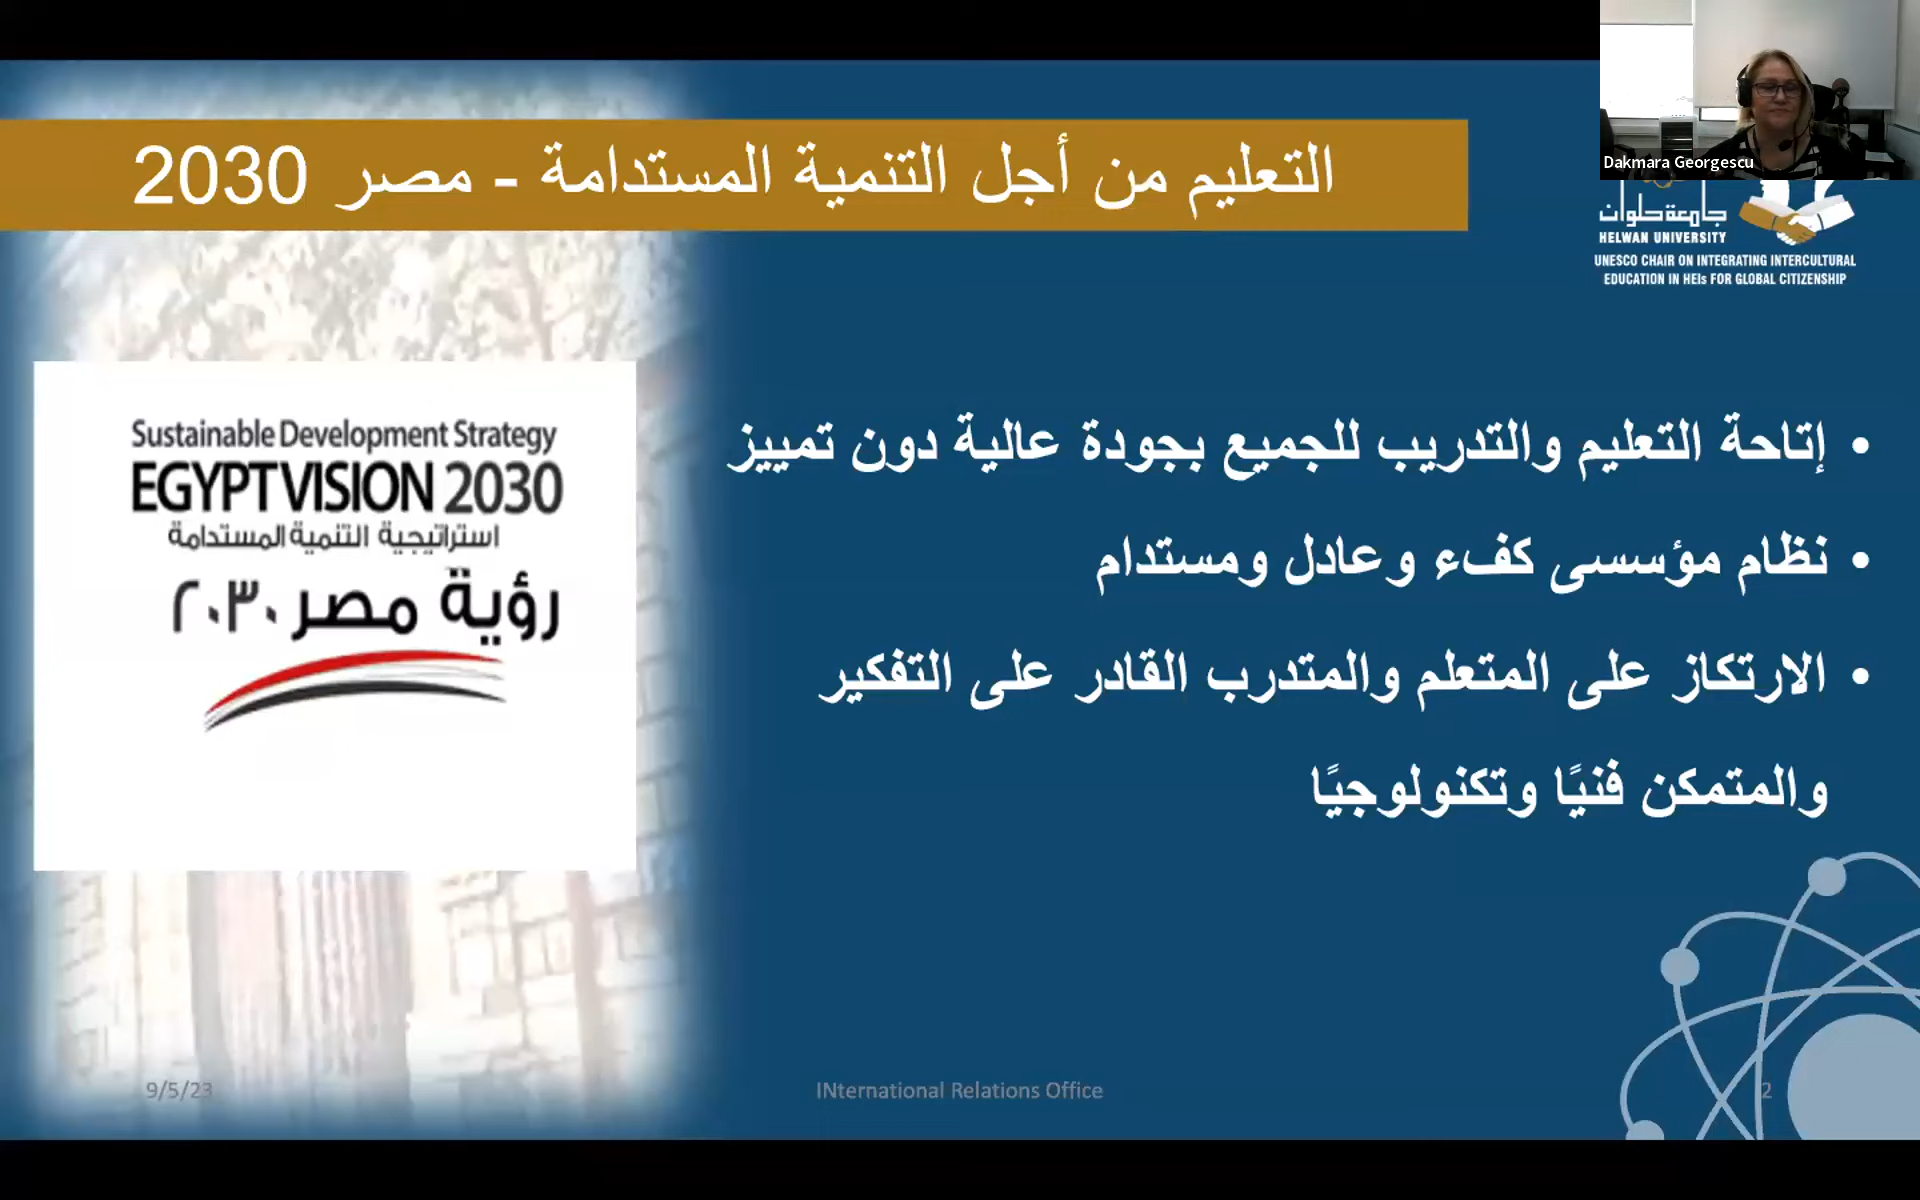 Dakmara Georgescu
التعليم من أجل التنمية المستدامة - مصر 2030
جامعة حلوان
HELWAN UNIVERSITY
UNESCO CHAIR ON INTEGRATING INTERCULTURAL
EDUCATION IN HEIs FOR GLOBAL CITIZENSHIP
• إتاحة التعليم والتدريب للجميع بجودة عالية دون تمييز
• نظام مؤسسى كفء وعادل ومستدام
• الارتكاز على المتعلم والمتدرب القادر على التفكير
والمتمكن فنيًا وتكنولوجيًا
Sustainable Development Strategy
EGYPT VISION 2030
استراتيجية التنمية المستدامة
رؤية مصر ٢٠٣٠
9/5/23
INternational Relations Office
2